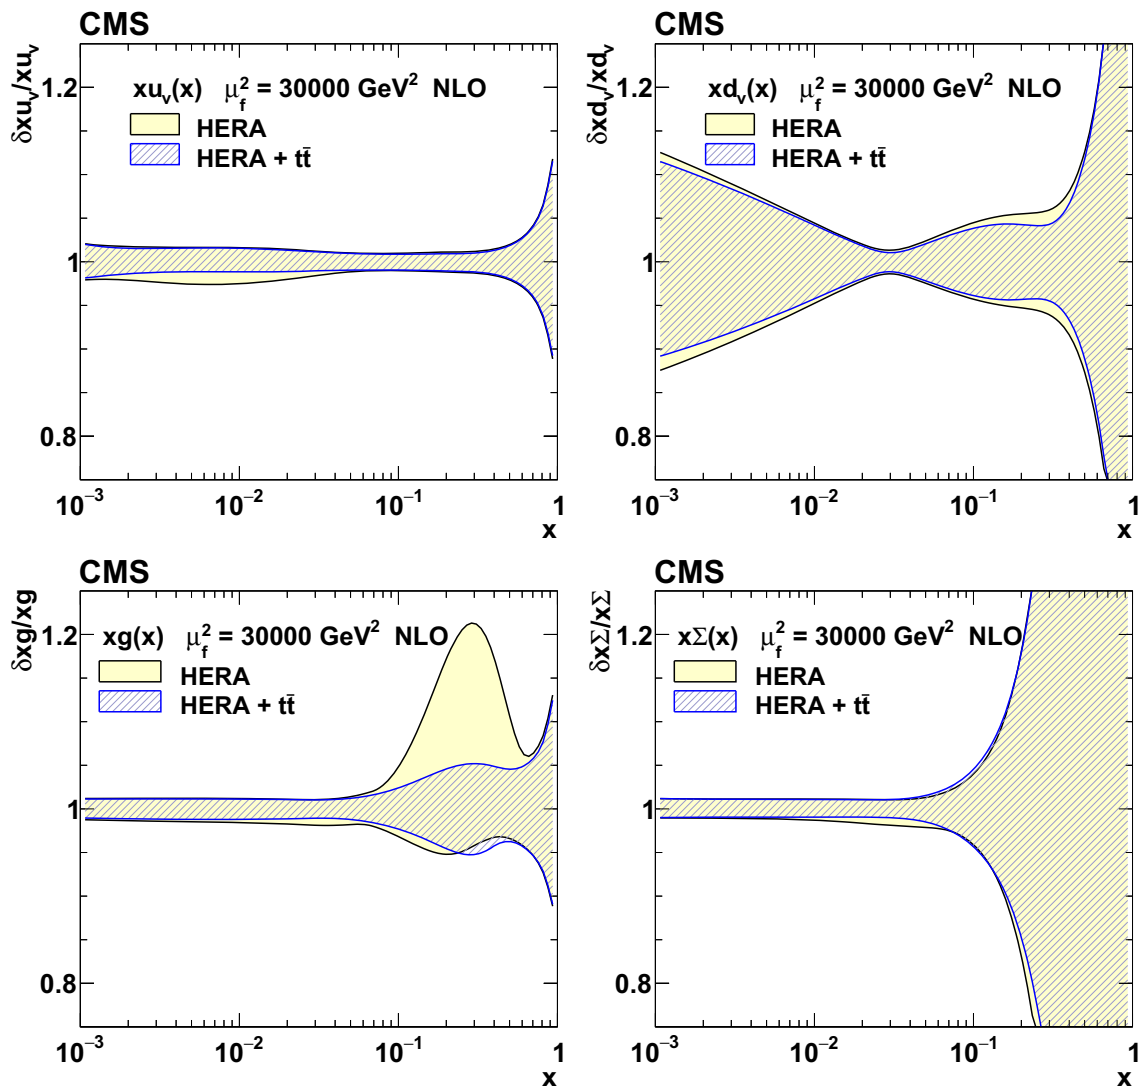 CMS
δxu_v/xu_v
xu_v(x) μ_f^2 = 30000 GeV^2 NLO
HERA
HERA + tt̄
1.2
1
0.8
10^−3 10^−2 10^−1 1
x
CMS
δxd_v/xd_v
xd_v(x) μ_f^2 = 30000 GeV^2 NLO
HERA
HERA + tt̄
1.2
1
0.8
10^−3 10^−2 10^−1 1
x
CMS
δxg/xg
xg(x) μ_f^2 = 30000 GeV^2 NLO
HERA
HERA + tt̄
1.2
1
0.8
10^−3 10^−2 10^−1 1
x
CMS
δxΣ/xΣ
xΣ(x) μ_f^2 = 30000 GeV^2 NLO
HERA
HERA + tt̄
1.2
1
0.8
10^−3 10^−2 10^−1 1
x